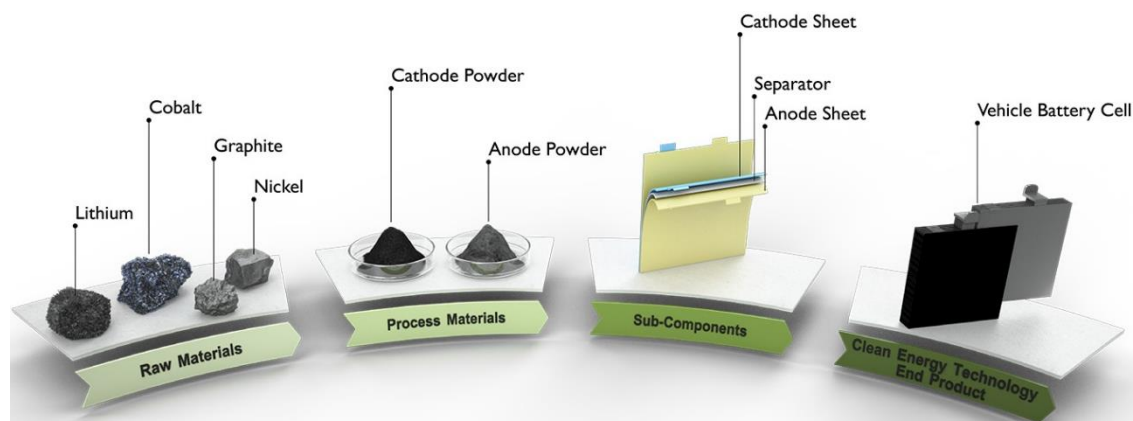 Lithium
Cobalt
Graphite
Nickel
Raw Materials
Cathode Powder
Anode Powder
Process Materials
Cathode Sheet
Separator
Anode Sheet
Sub-Components
Vehicle Battery Cell
Clean Energy Technology
End Product